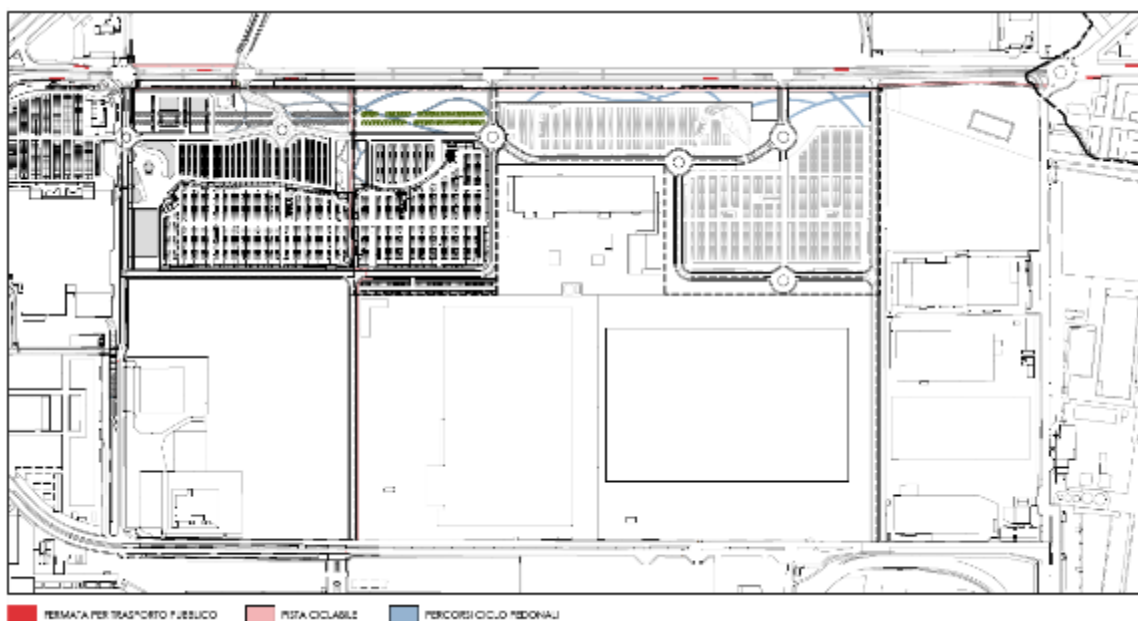 FERMATA PER TRASPORTO PUBBLICO
PISTA CICLABILE
PERCORSI CICLO PEDONALI